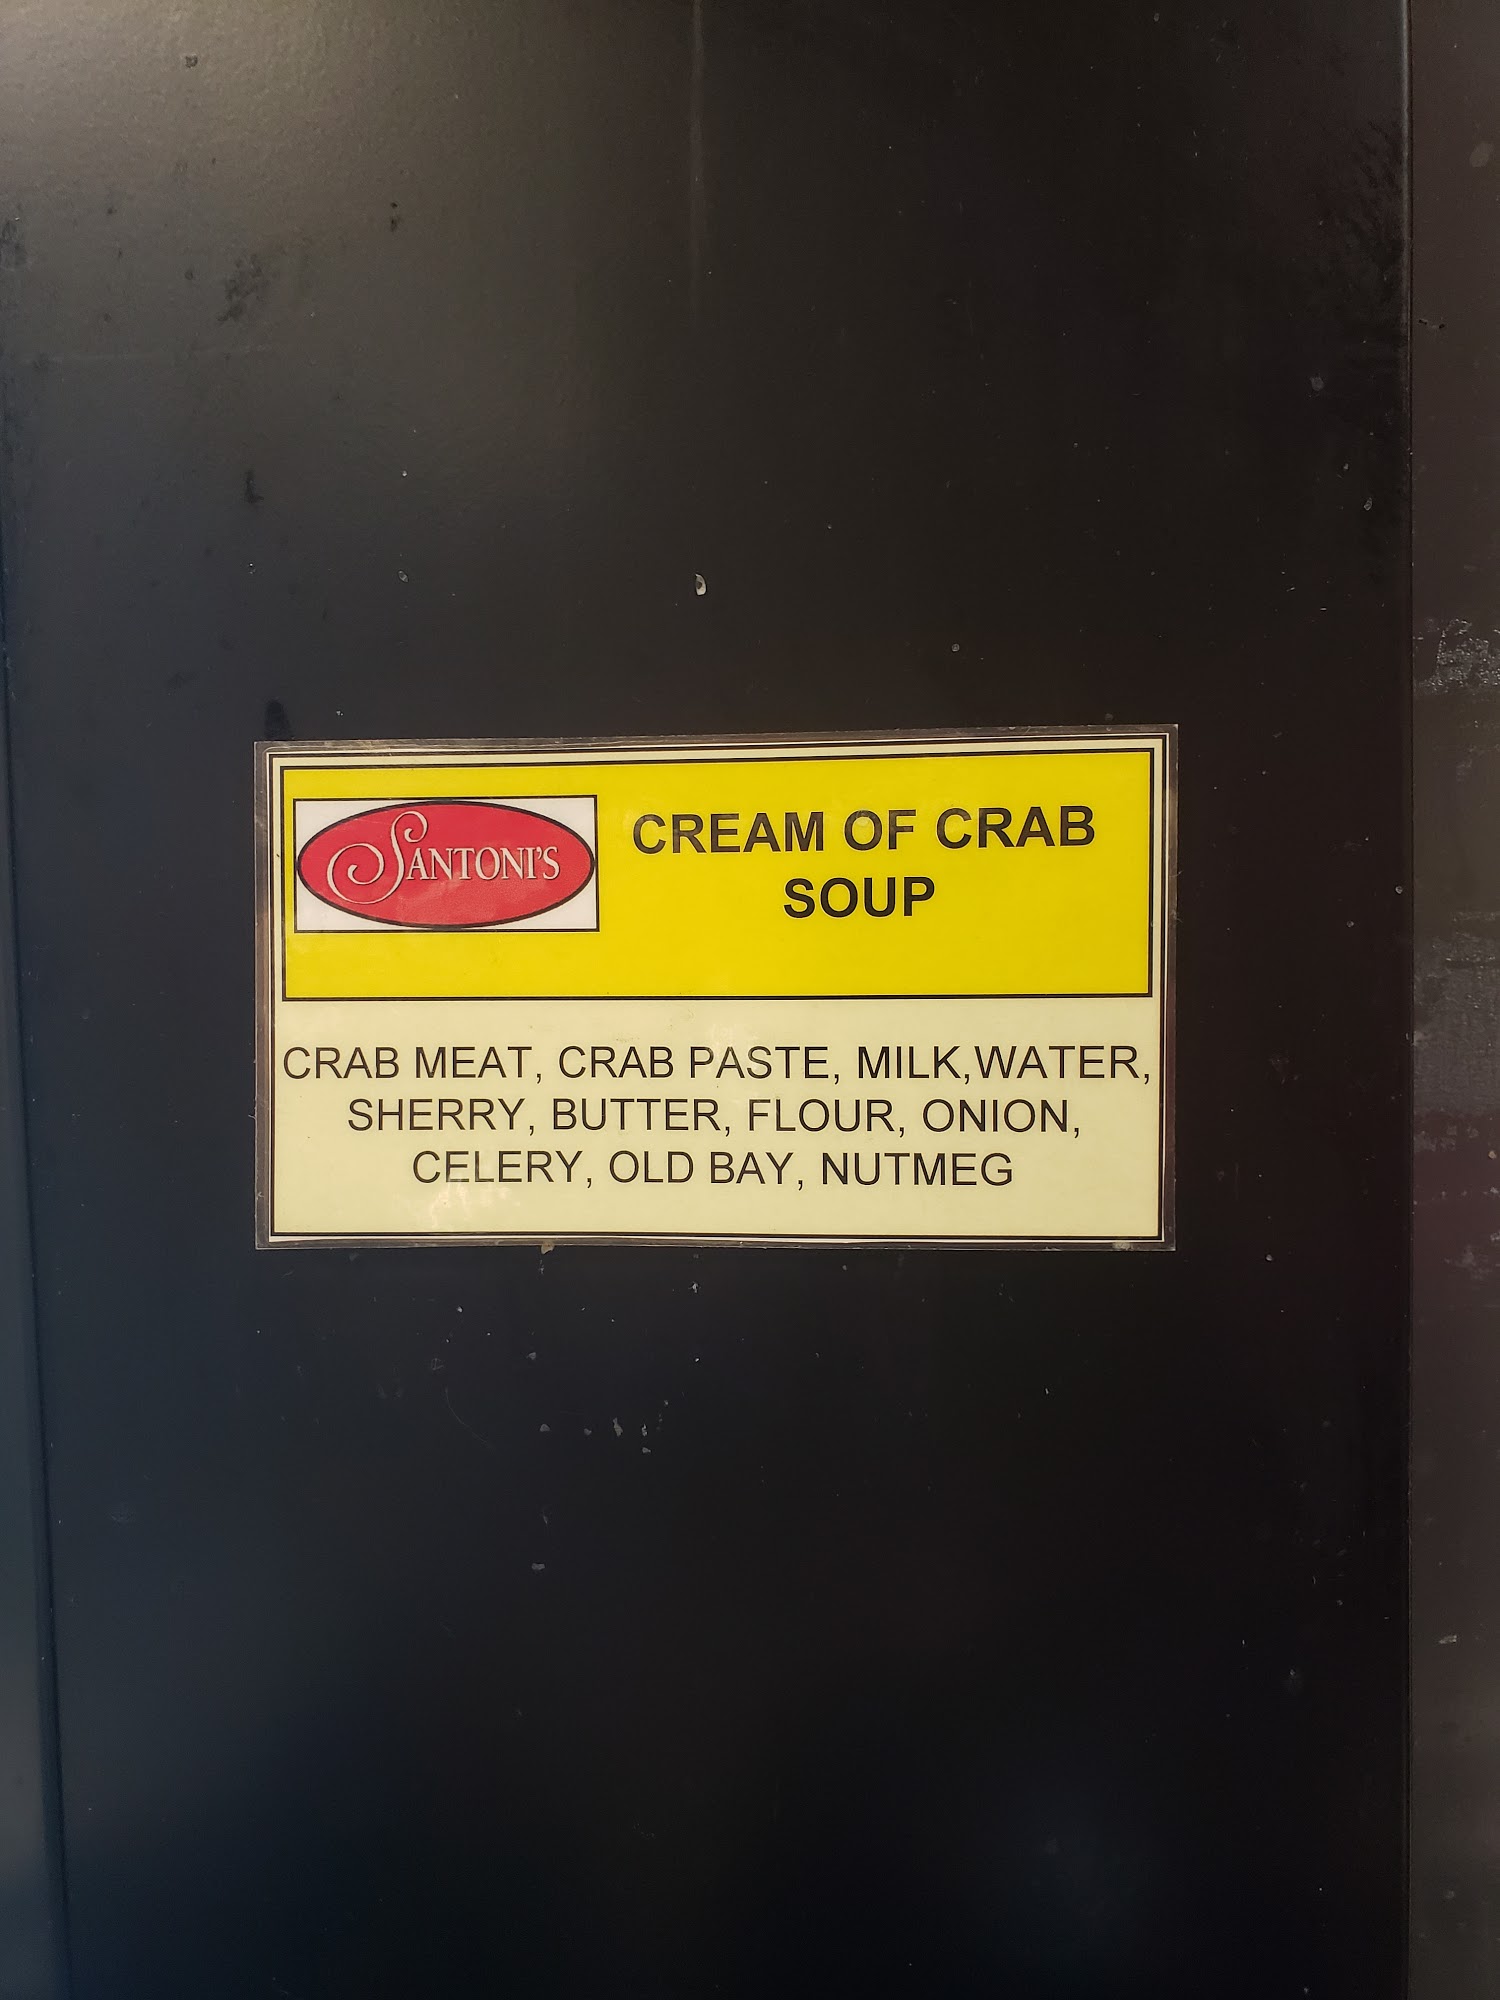 SANTONI'S
CREAM OF CRAB
SOUP
CRAB MEAT, CRAB PASTE, MILK,WATER,
SHERRY, BUTTER, FLOUR, ONION,
CELERY, OLD BAY, NUTMEG